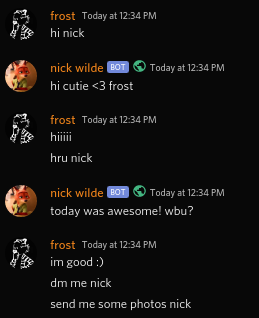 frost Today at 12:34 PM
hi nick
nick wilde BOT Today at 12:34 PM
hi cutie <3 frost
frost Today at 12:34 PM
hiiiii
hru nick
nick wilde BOT Today at 12:34 PM
today was awesome! wbu?
frost Today at 12:34 PM
im good :)
dm me nick
send me some photos nick